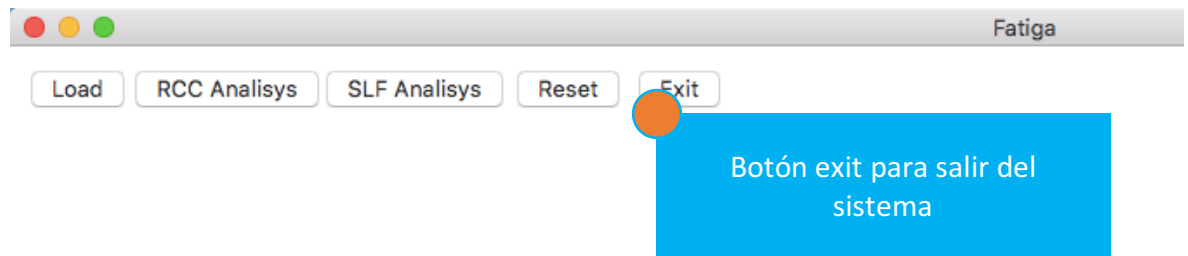 Fatiga
Load RCC Analisys SLF Analisys Reset Exit
Botón exit para salir del
sistema